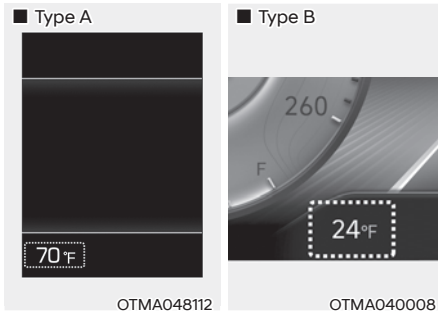 ■ Type A
70°F
OTMA048112
■ Type B
260
F
24°F
OTMA040008